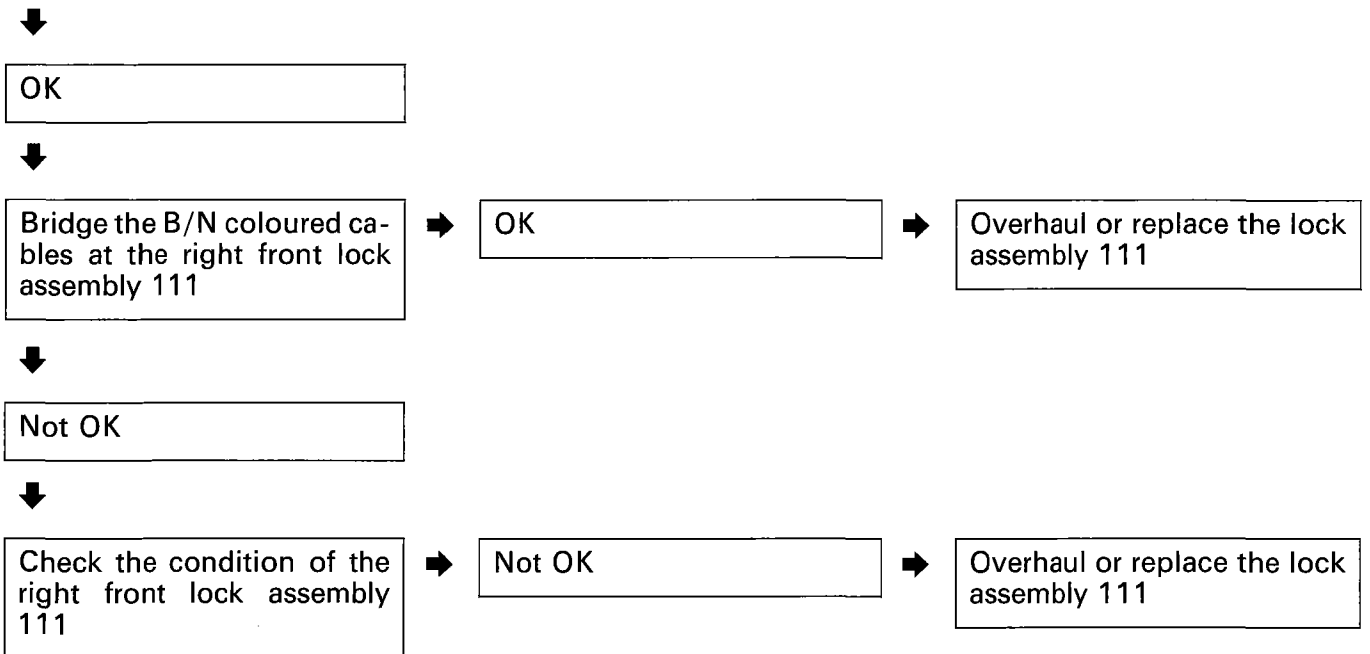 OK
Bridge the B/N coloured ca-
bles at the right front lock
assembly 111
OK
Overhaul or replace the lock
assembly 111
Not OK
Check the condition of the
right front lock assembly
111
Not OK
Overhaul or replace the lock
assembly 111